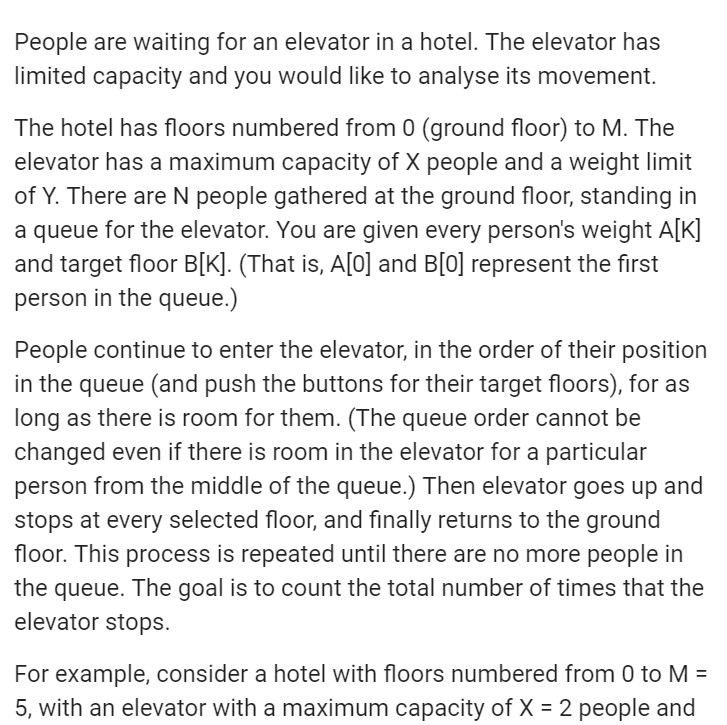 People are waiting for an elevator in a hotel. The elevator has
limited capacity and you would like to analyse its movement.
The hotel has floors numbered from 0 (ground floor) to M. The
elevator has a maximum capacity of X people and a weight limit
of Y. There are N people gathered at the ground floor, standing in
a queue for the elevator. You are given every person's weight A[K]
and target floor B[K]. (That is, A[0] and B[0] represent the first
person in the queue.)
People continue to enter the elevator, in the order of their position
in the queue (and push the buttons for their target floors), for as
long as there is room for them. (The queue order cannot be
changed even if there is room in the elevator for a particular
person from the middle of the queue.) Then elevator goes up and
stops at every selected floor, and finally returns to the ground
floor. This process is repeated until there are no more people in
the queue. The goal is to count the total number of times that the
elevator stops.
For example, consider a hotel with floors numbered from 0 to M =
5, with an elevator with a maximum capacity of X = 2 people and